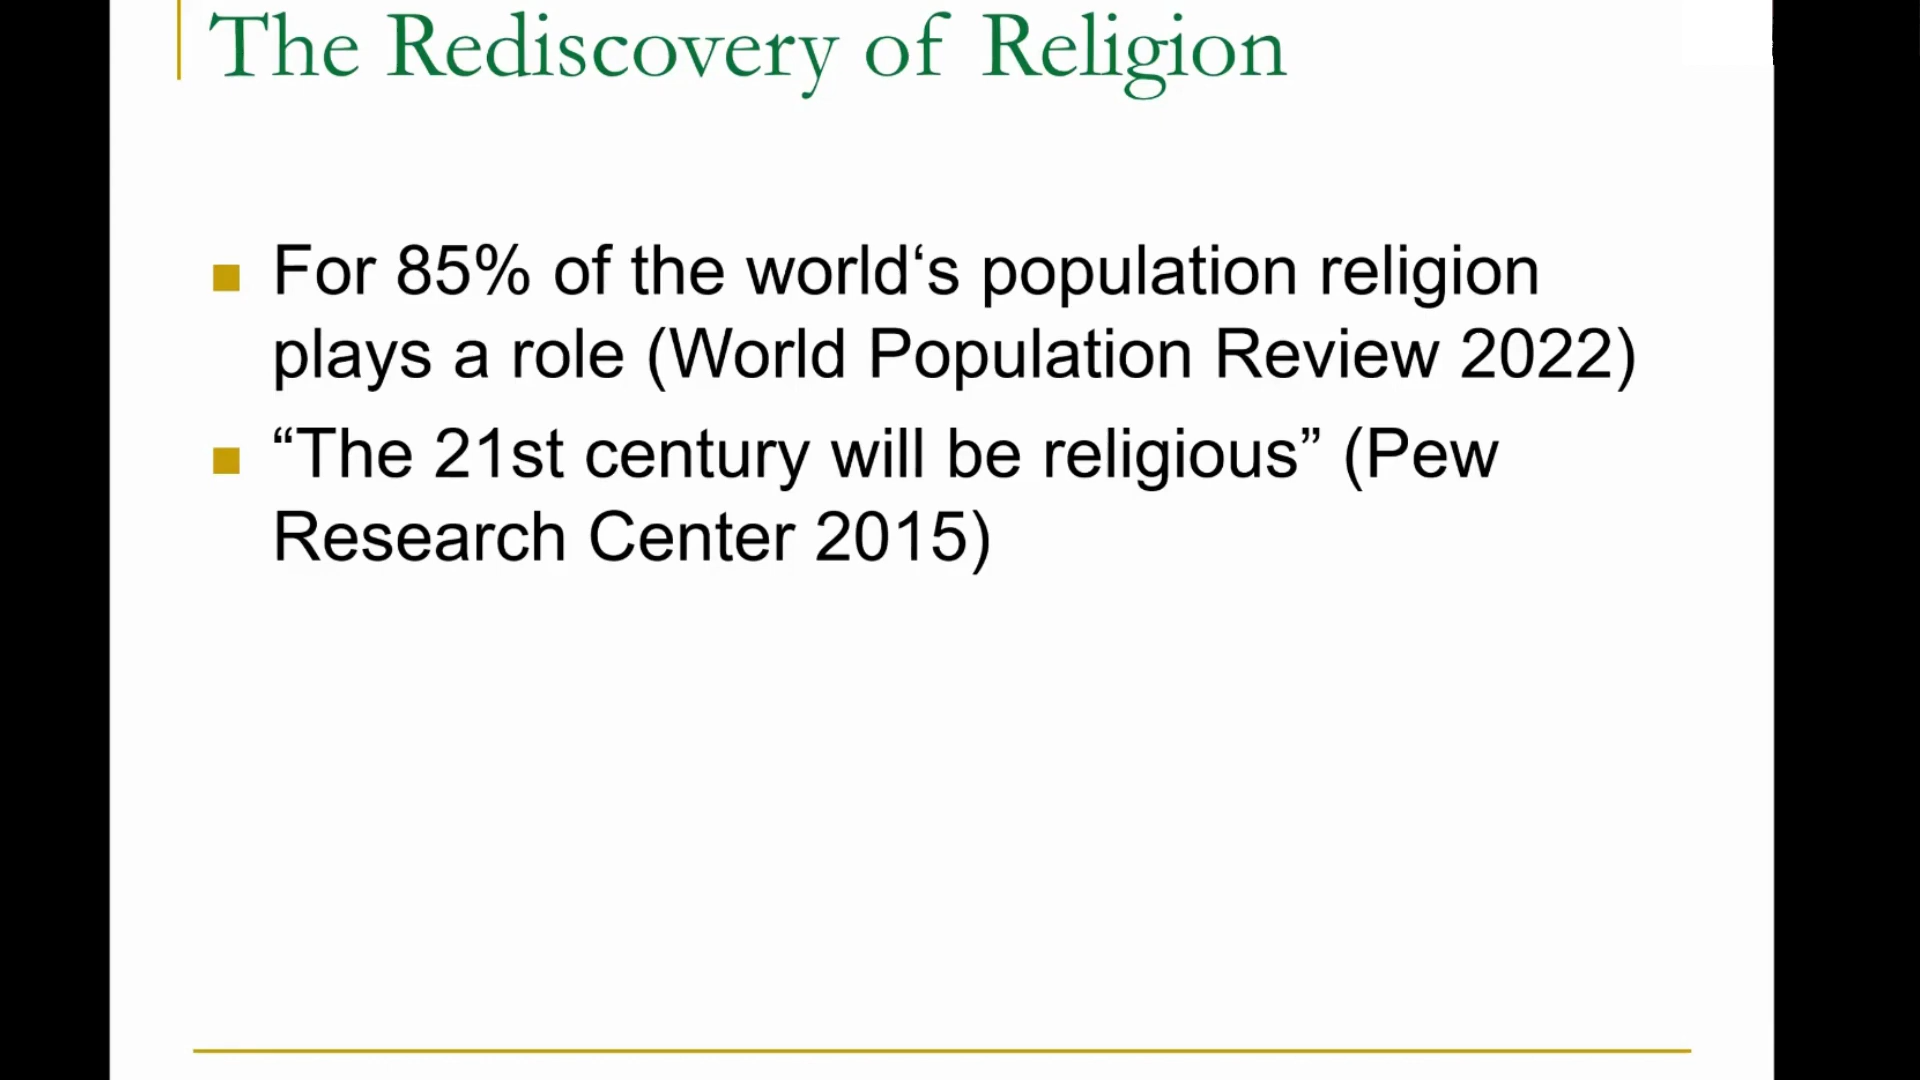 The Rediscovery of Religion
For 85% of the world‘s population religion
plays a role (World Population Review 2022)
“The 21st century will be religious” (Pew
Research Center 2015)